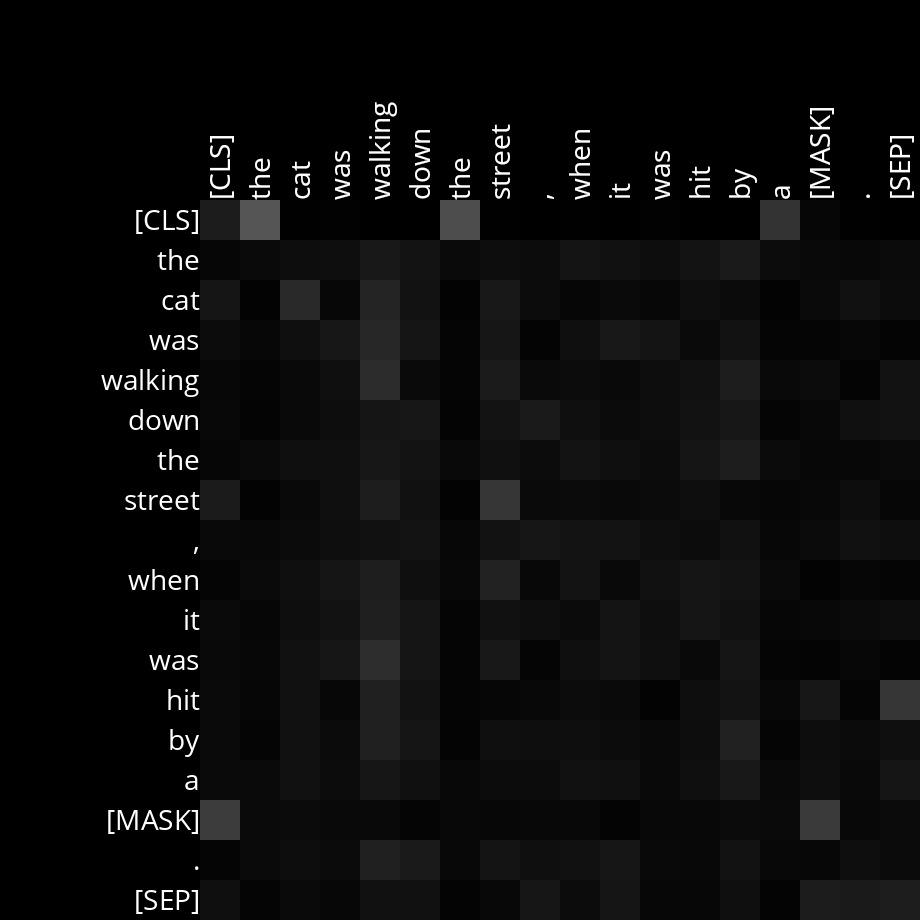 [CLS] the cat was walking down the street , when it was hit by a [MASK] . [SEP]
[CLS]
the
cat
was
walking
down
the
street
,
when
it
was
hit
by
a
[MASK]
.
[SEP]